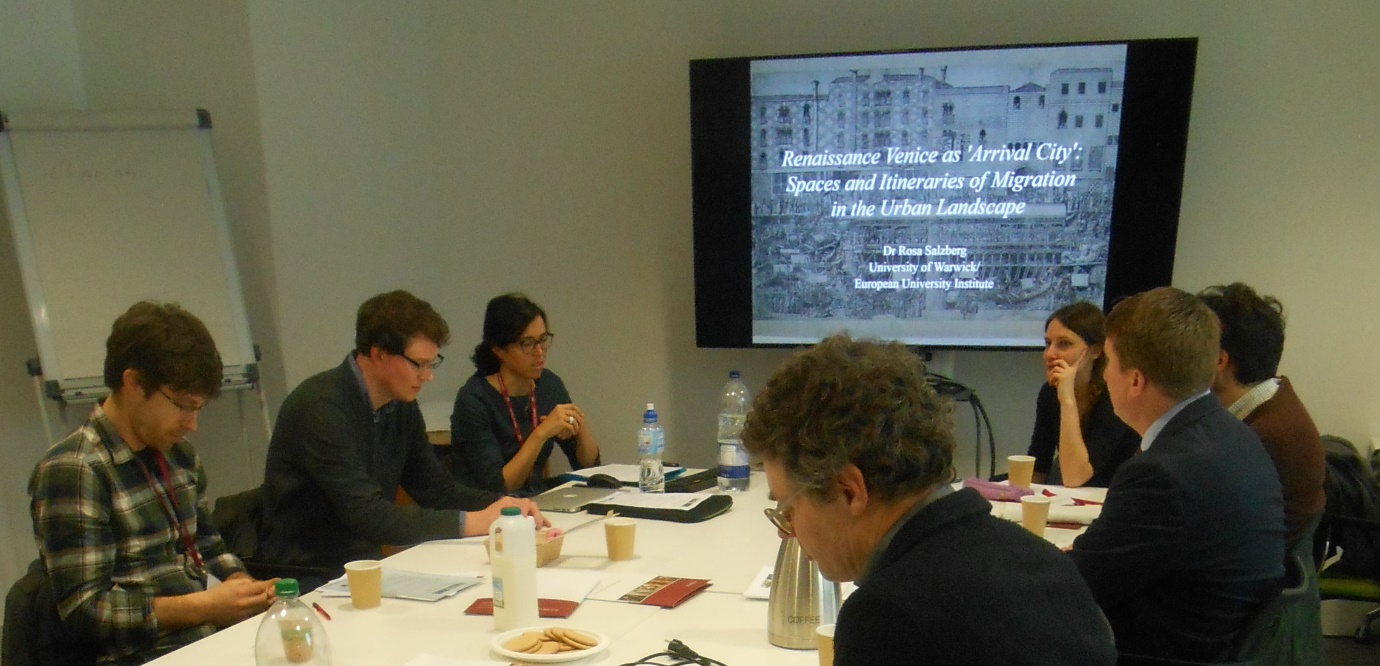 Renaissance Venice as 'Arrival City':
Spaces and Itineraries of Migration
in the Urban Landscape
Dr Rosa Salzberg
University of Warwick/
European University Institute
COFFEE